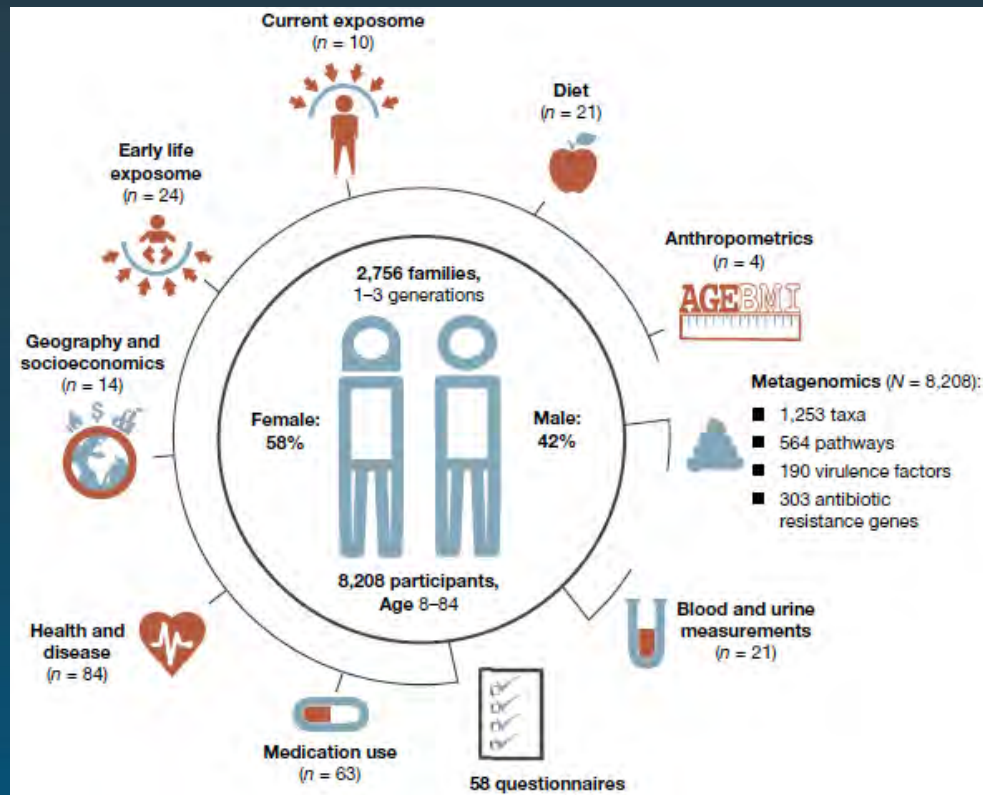 Current exposome
(n = 10)
Diet
(n = 21)
Early life
exposome
(n = 24)
Anthropometrics
(n = 4)
AGEBMI
2,756 families,
1–3 generations
Geography and
socioeconomics
(n = 14)
$
Metagenomics (N = 8,208):
■ 1,253 taxa
■ 564 pathways
■ 190 virulence factors
■ 303 antibiotic
resistance genes
Female:
58%
Male:
42%
8,208 participants,
Age 8–84
Blood and urine
measurements
(n = 21)
Health and
disease
(n = 84)
Medication use
(n = 63)
58 questionnaires